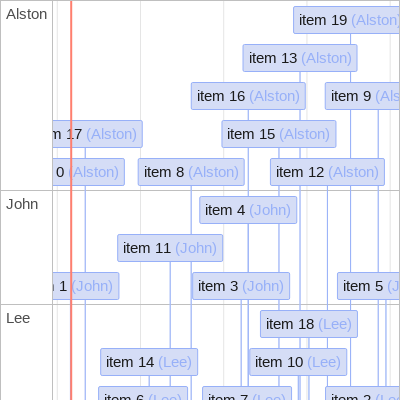 Alston
item 19 (Alston)
item 13 (Alston)
item 16 (Alston)
item 9 (Als
17 (Alston)
item 15 (Alston)
0 (Alston)
item 8 (Alston)
item 12 (Alston)
John
item 4 (John)
item 11 (John)
1 (John)
item 3 (John)
item 5 (J
Lee
item 18 (Lee)
item 14 (Lee)
item 10 (Lee)
item 6 (Lee)
item 7 (Lee)
item 2 (Lee)